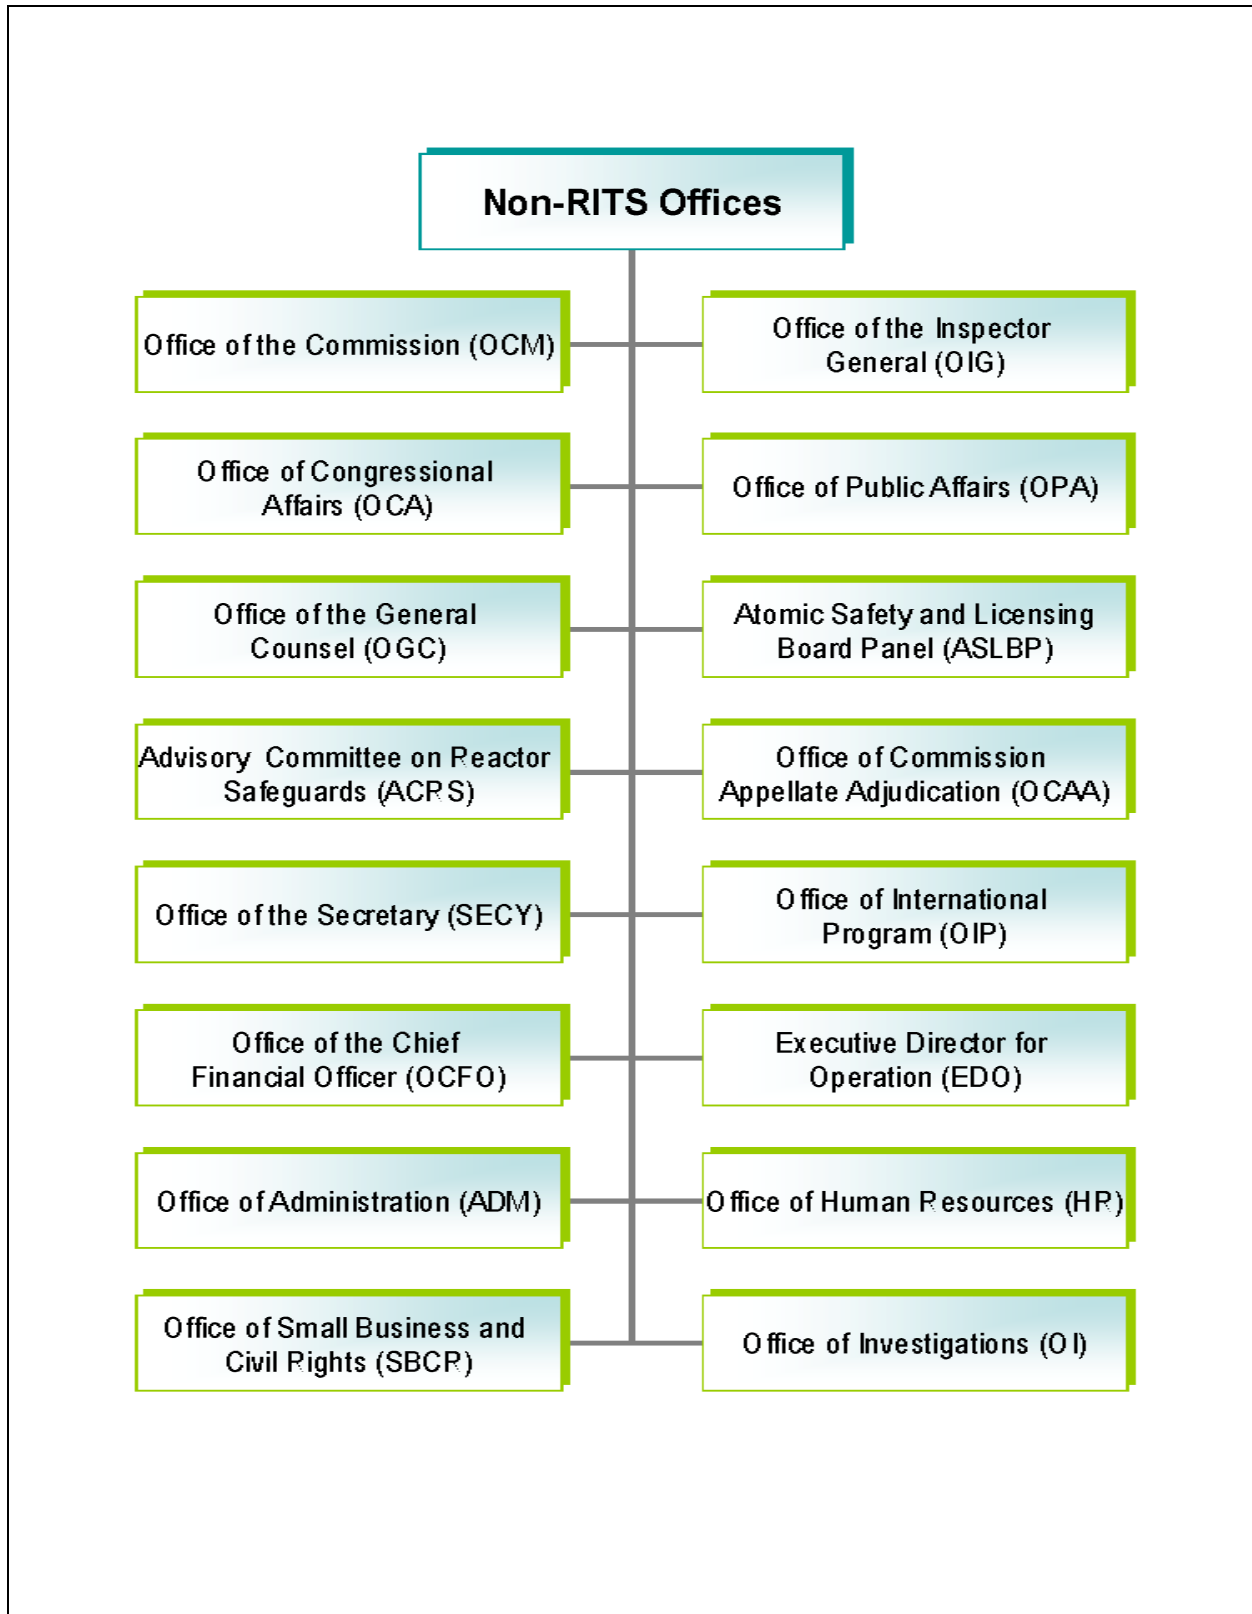 Non-RITS Offices
Office of the Commission (OCM)
Office of the Inspector
General (OIG)
Office of Congressional
Affairs (OCA)
Office of Public Affairs (OPA)
Office of the General
Counsel (OGC)
Atomic Safety and Licensing
Board Panel (ASLBP)
Advisory Committee on Reactor
Safeguards (ACRS)
Office of Commission
Appellate Adjudication (OCAA)
Office of the Secretary (SECY)
Office of International
Program (OIP)
Office of the Chief
Financial Officer (OCFO)
Executive Director for
Operation (EDO)
Office of Administration (ADM)
Office of Human Resources (HR)
Office of Small Business and
Civil Rights (SBCR)
Office of Investigations (OI)